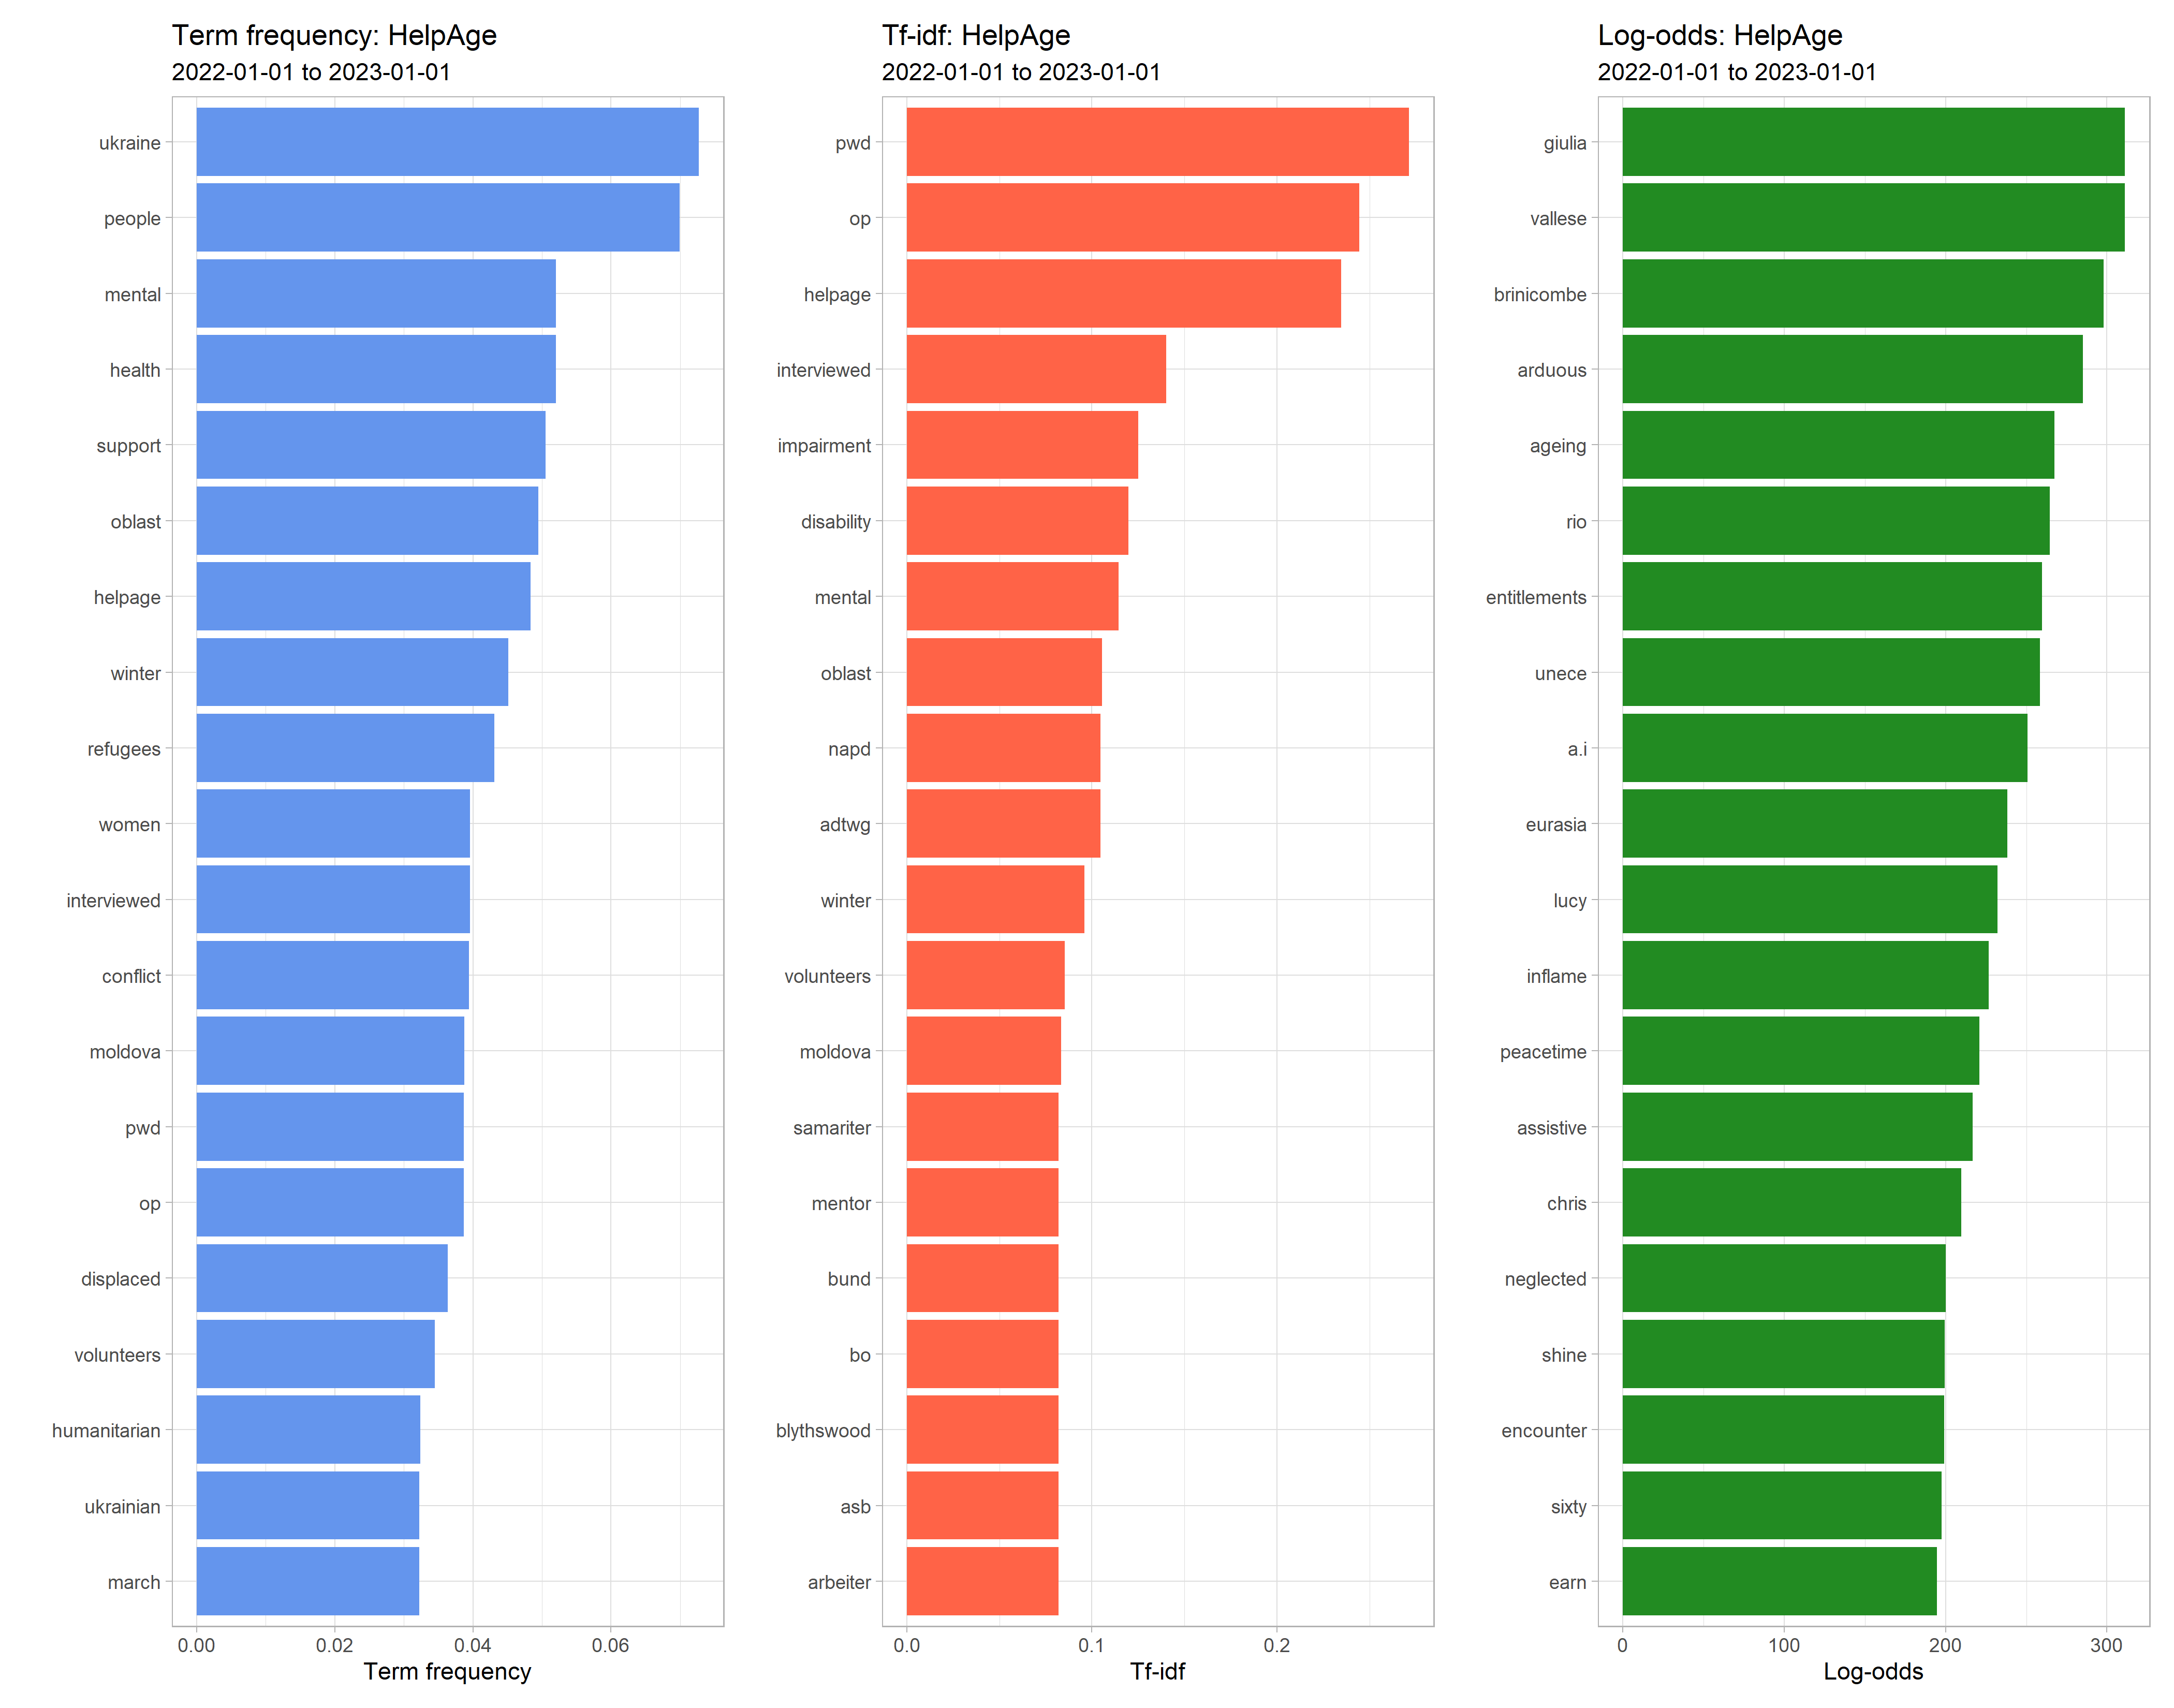 Term frequency: HelpAge
2022-01-01 to 2023-01-01
ukraine
people
mental
health
support
oblast
helpage
winter
refugees
women
interviewed
conflict
moldova
pwd
op
displaced
volunteers
humanitarian
ukrainian
march
0.00 0.02 0.04 0.06
Term frequency
Tf-idf: HelpAge
2022-01-01 to 2023-01-01
pwd
op
helpage
interviewed
impairment
disability
mental
oblast
napd
adtwg
winter
volunteers
moldova
samariter
mentor
bund
bo
blythswood
asb
arbeiter
0.0 0.1 0.2
Tf-idf
Log-odds: HelpAge
2022-01-01 to 2023-01-01
giulia
vallese
brinicombe
arduous
ageing
rio
entitlements
unece
a.i
eurasia
lucy
inflame
peacetime
assistive
chris
neglected
shine
encounter
sixty
earn
0 100 200 300
Log-odds